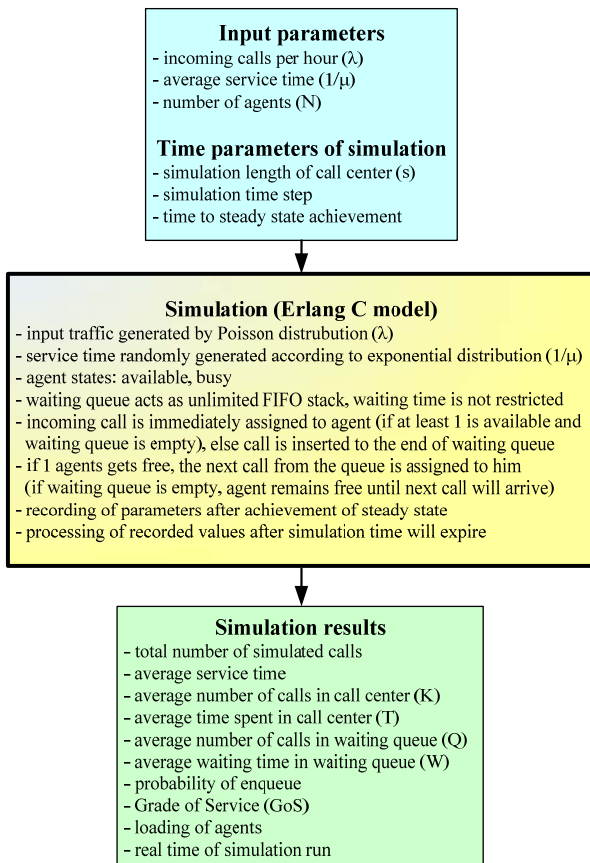 Input parameters
- incoming calls per hour (λ)
- average service time (1/μ)
- number of agents (N)
Time parameters of simulation
- simulation length of call center (s)
- simulation time step
- time to steady state achievement
Simulation (Erlang C model)
- input traffic generated by Poisson distrubution (λ)
- service time randomly generated according to exponential distribution (1/μ)
- agent states: available, busy
- waiting queue acts as unlimited FIFO stack, waiting time is not restricted
- incoming call is immediately assigned to agent (if at least 1 is available and
waiting queue is empty), else call is inserted to the end of waiting queue
- if 1 agents gets free, the next call from the queue is assigned to him
(if waiting queue is empty, agent remains free until next call will arrive)
- recording of parameters after achievement of steady state
- processing of recorded values after simulation time will expire
Simulation results
- total number of simulated calls
- average service time
- average number of calls in call center (K)
- average time spent in call center (T)
- average number of calls in waiting queue (Q)
- average waiting time in waiting queue (W)
- probability of enqueue
- Grade of Service (GoS)
- loading of agents
- real time of simulation run